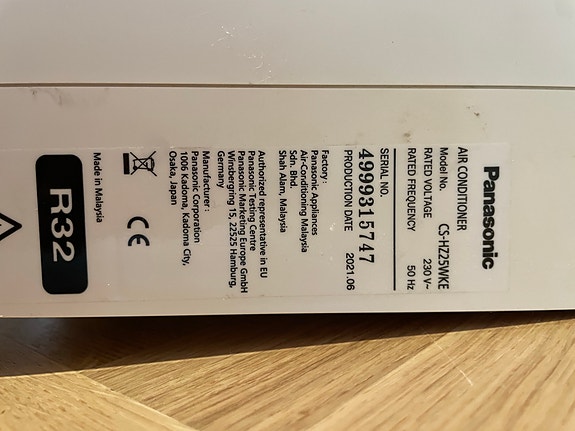 Panasonic
AIR CONDITIONER
Model No. CS-HZ25WKE
RATED VOLTAGE 230 V~
RATED FREQUENCY 50 Hz
SERIAL NO.
4999315747
PRODUCTION DATE 2021.06
Factory :
Panasonic Appliances
Air-Conditioning Malaysia
Sdn. Bhd.
Shah Alam, Malaysia
Authorized representative in EU
Panasonic Testing Centre
Panasonic Marketing Europe GmbH
Winsbergring 15, 22525 Hamburg,
Germany
Manufacturer :
Panasonic Corporation
1006 Kadoma, Kadoma City,
Osaka, Japan
CE
Made in Malaysia
R32